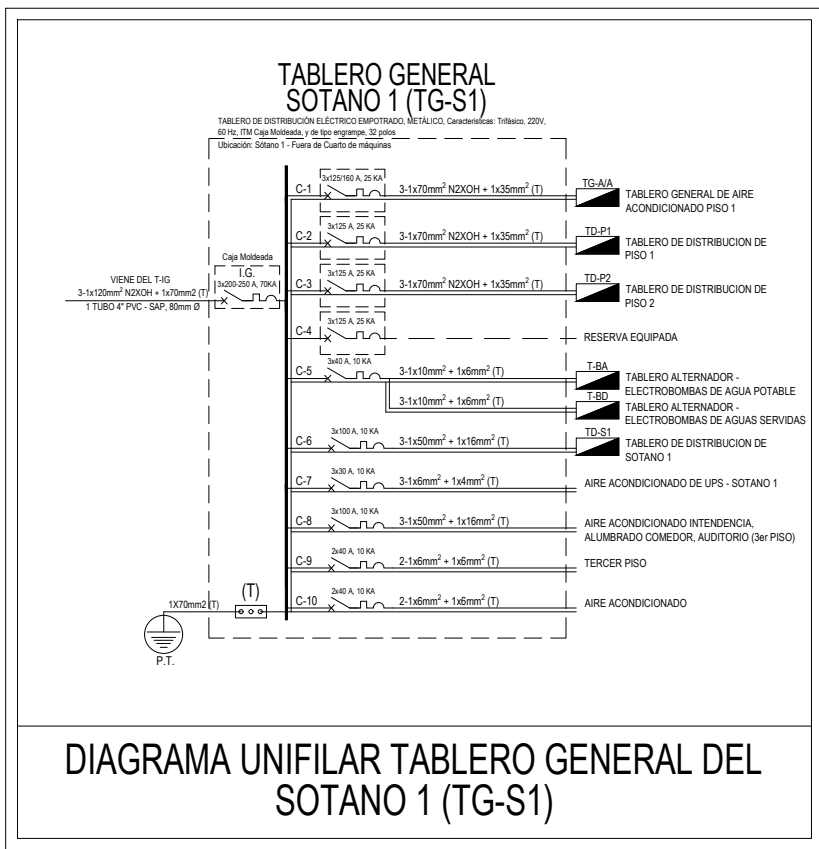 TABLERO GENERAL
SOTANO 1 (TG-S1)
TABLERO DE DISTRIBUCIÓN ELÉCTRICO EMPOTRADO, METÁLICO, Características: Trifásico, 220V,
60 Hz, ITM Caja Moldeada, y de tipo engrampe, 32 polos
Ubicación: Sótano 1 - Fuera de Cuarto de máquinas
VIENE DEL T-IG
3-1x120mm² N2XOH + 1x70mm2 (T)
1 TUBO 4" PVC - SAP, 80mm Ø
Caja Moldeada
I.G.
3x200-250 A, 70KA
C-1
3x125/160 A, 25 KA
3-1x70mm² N2XOH + 1x35mm² (T)
TG-A/A
TABLERO GENERAL DE AIRE
ACONDICIONADO PISO 1
C-2
3x125 A, 25 KA
3-1x70mm² N2XOH + 1x35mm² (T)
TD-P1
TABLERO DE DISTRIBUCION DE
PISO 1
C-3
3x125 A, 25 KA
3-1x70mm² N2XOH + 1x35mm² (T)
TD-P2
TABLERO DE DISTRIBUCION DE
PISO 2
C-4
3x125 A, 25 KA
RESERVA EQUIPADA
C-5
3x40 A, 10 KA
3-1x10mm² + 1x6mm² (T)
T-BA
TABLERO ALTERNADOR -
ELECTROBOMBAS DE AGUA POTABLE
3-1x10mm² + 1x6mm² (T)
T-BD
TABLERO ALTERNADOR -
ELECTROBOMBAS DE AGUAS SERVIDAS
C-6
3x100 A, 10 KA
3-1x50mm² + 1x16mm² (T)
TD-S1
TABLERO DE DISTRIBUCION DE
SOTANO 1
C-7
3x30 A, 10 KA
3-1x6mm² + 1x4mm² (T)
AIRE ACONDICIONADO DE UPS - SOTANO 1
C-8
3x100 A, 10 KA
3-1x50mm² + 1x16mm² (T)
AIRE ACONDICIONADO INTENDENCIA,
ALUMBRADO COMEDOR, AUDITORIO (3er PISO)
C-9
2x40 A, 10 KA
2-1x6mm² + 1x6mm² (T)
TERCER PISO
C-10
2x40 A, 10 KA
2-1x6mm² + 1x6mm² (T)
AIRE ACONDICIONADO
1X70mm2 (T)
(T)
P.T.
DIAGRAMA UNIFILAR TABLERO GENERAL DEL
SOTANO 1 (TG-S1)